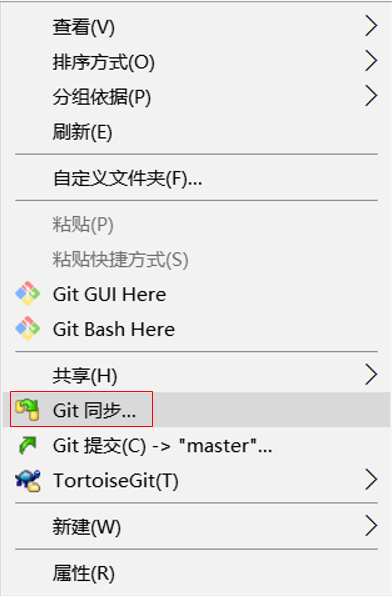 查看(V)
排序方式(O)
分组依据(P)
刷新(E)
自定义文件夹(F)...
粘贴(P)
粘贴快捷方式(S)
Git GUI Here
Git Bash Here
共享(H)
Git 同步...
Git 提交(C) -> "master"...
TortoiseGit(T)
新建(W)
属性(R)